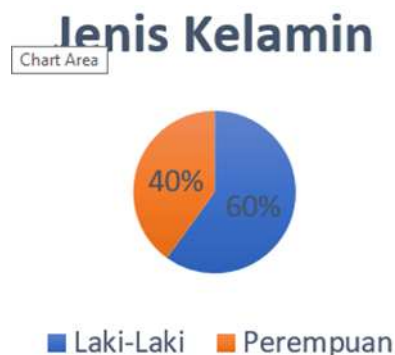 Jenis Kelamin
Chart Area
40%
60%
Laki-Laki Perempuan